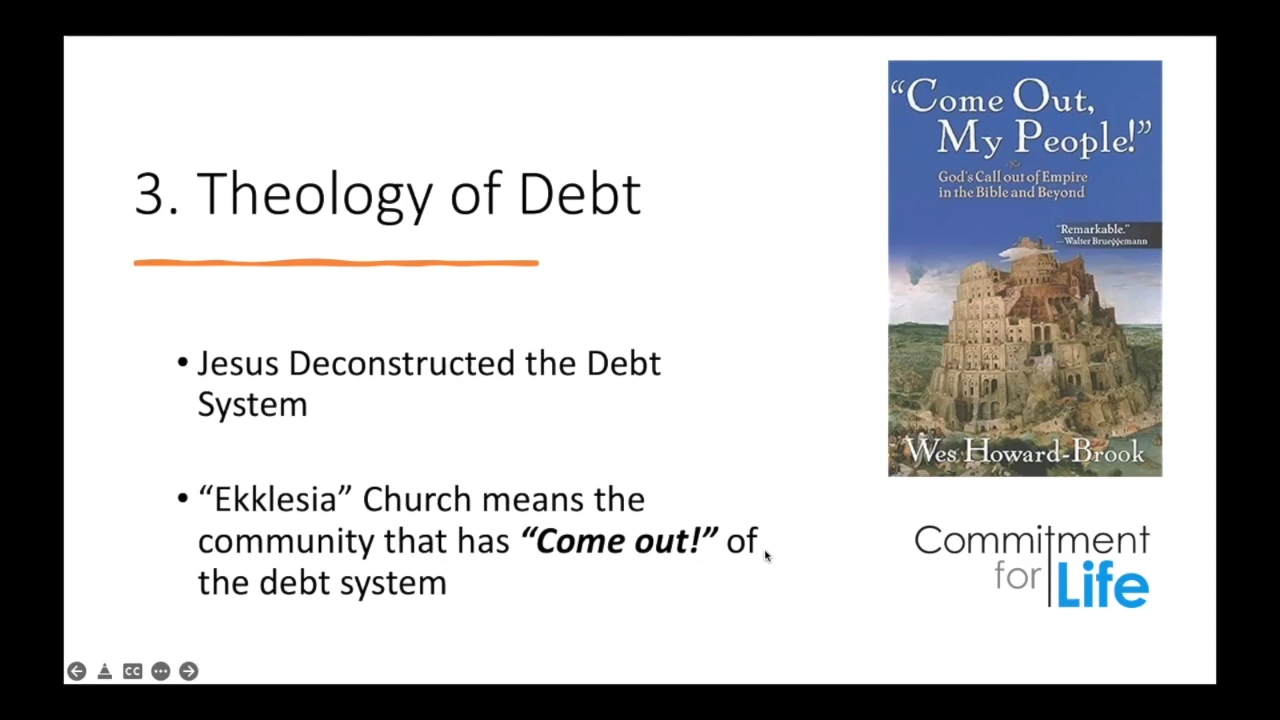 3. Theology of Debt
• Jesus Deconstructed the Debt
System
• “Ekklesia” Church means the
community that has “Come out!” of
the debt system
“Come Out,
My People!”
God's Call out of Empire
in the Bible and Beyond
“Remarkable.”
—Walter Brueggemann
Wes Howard-Brook
Commitment
for Life
CC